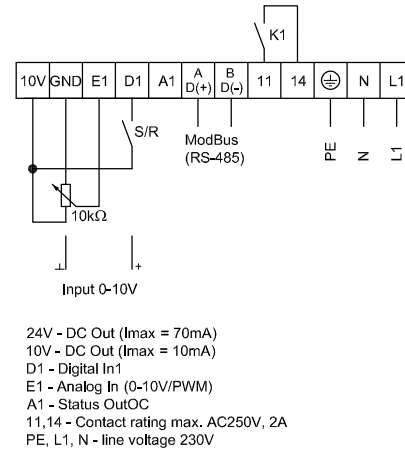 K1
10V GND E1 D1 A1 A D(+) B D(-) 11 14 N L1
S/R
ModBus
(RS-485)
PE N L1
10kΩ
⊥ +
Input 0-10V
24V - DC Out (Imax = 70mA)
10V - DC Out (Imax = 10mA)
D1 - Digital In1
E1 - Analog In (0-10V/PWM)
A1 - Status OutOC
11,14 - Contact rating max. AC250V, 2A
PE, L1, N - line voltage 230V